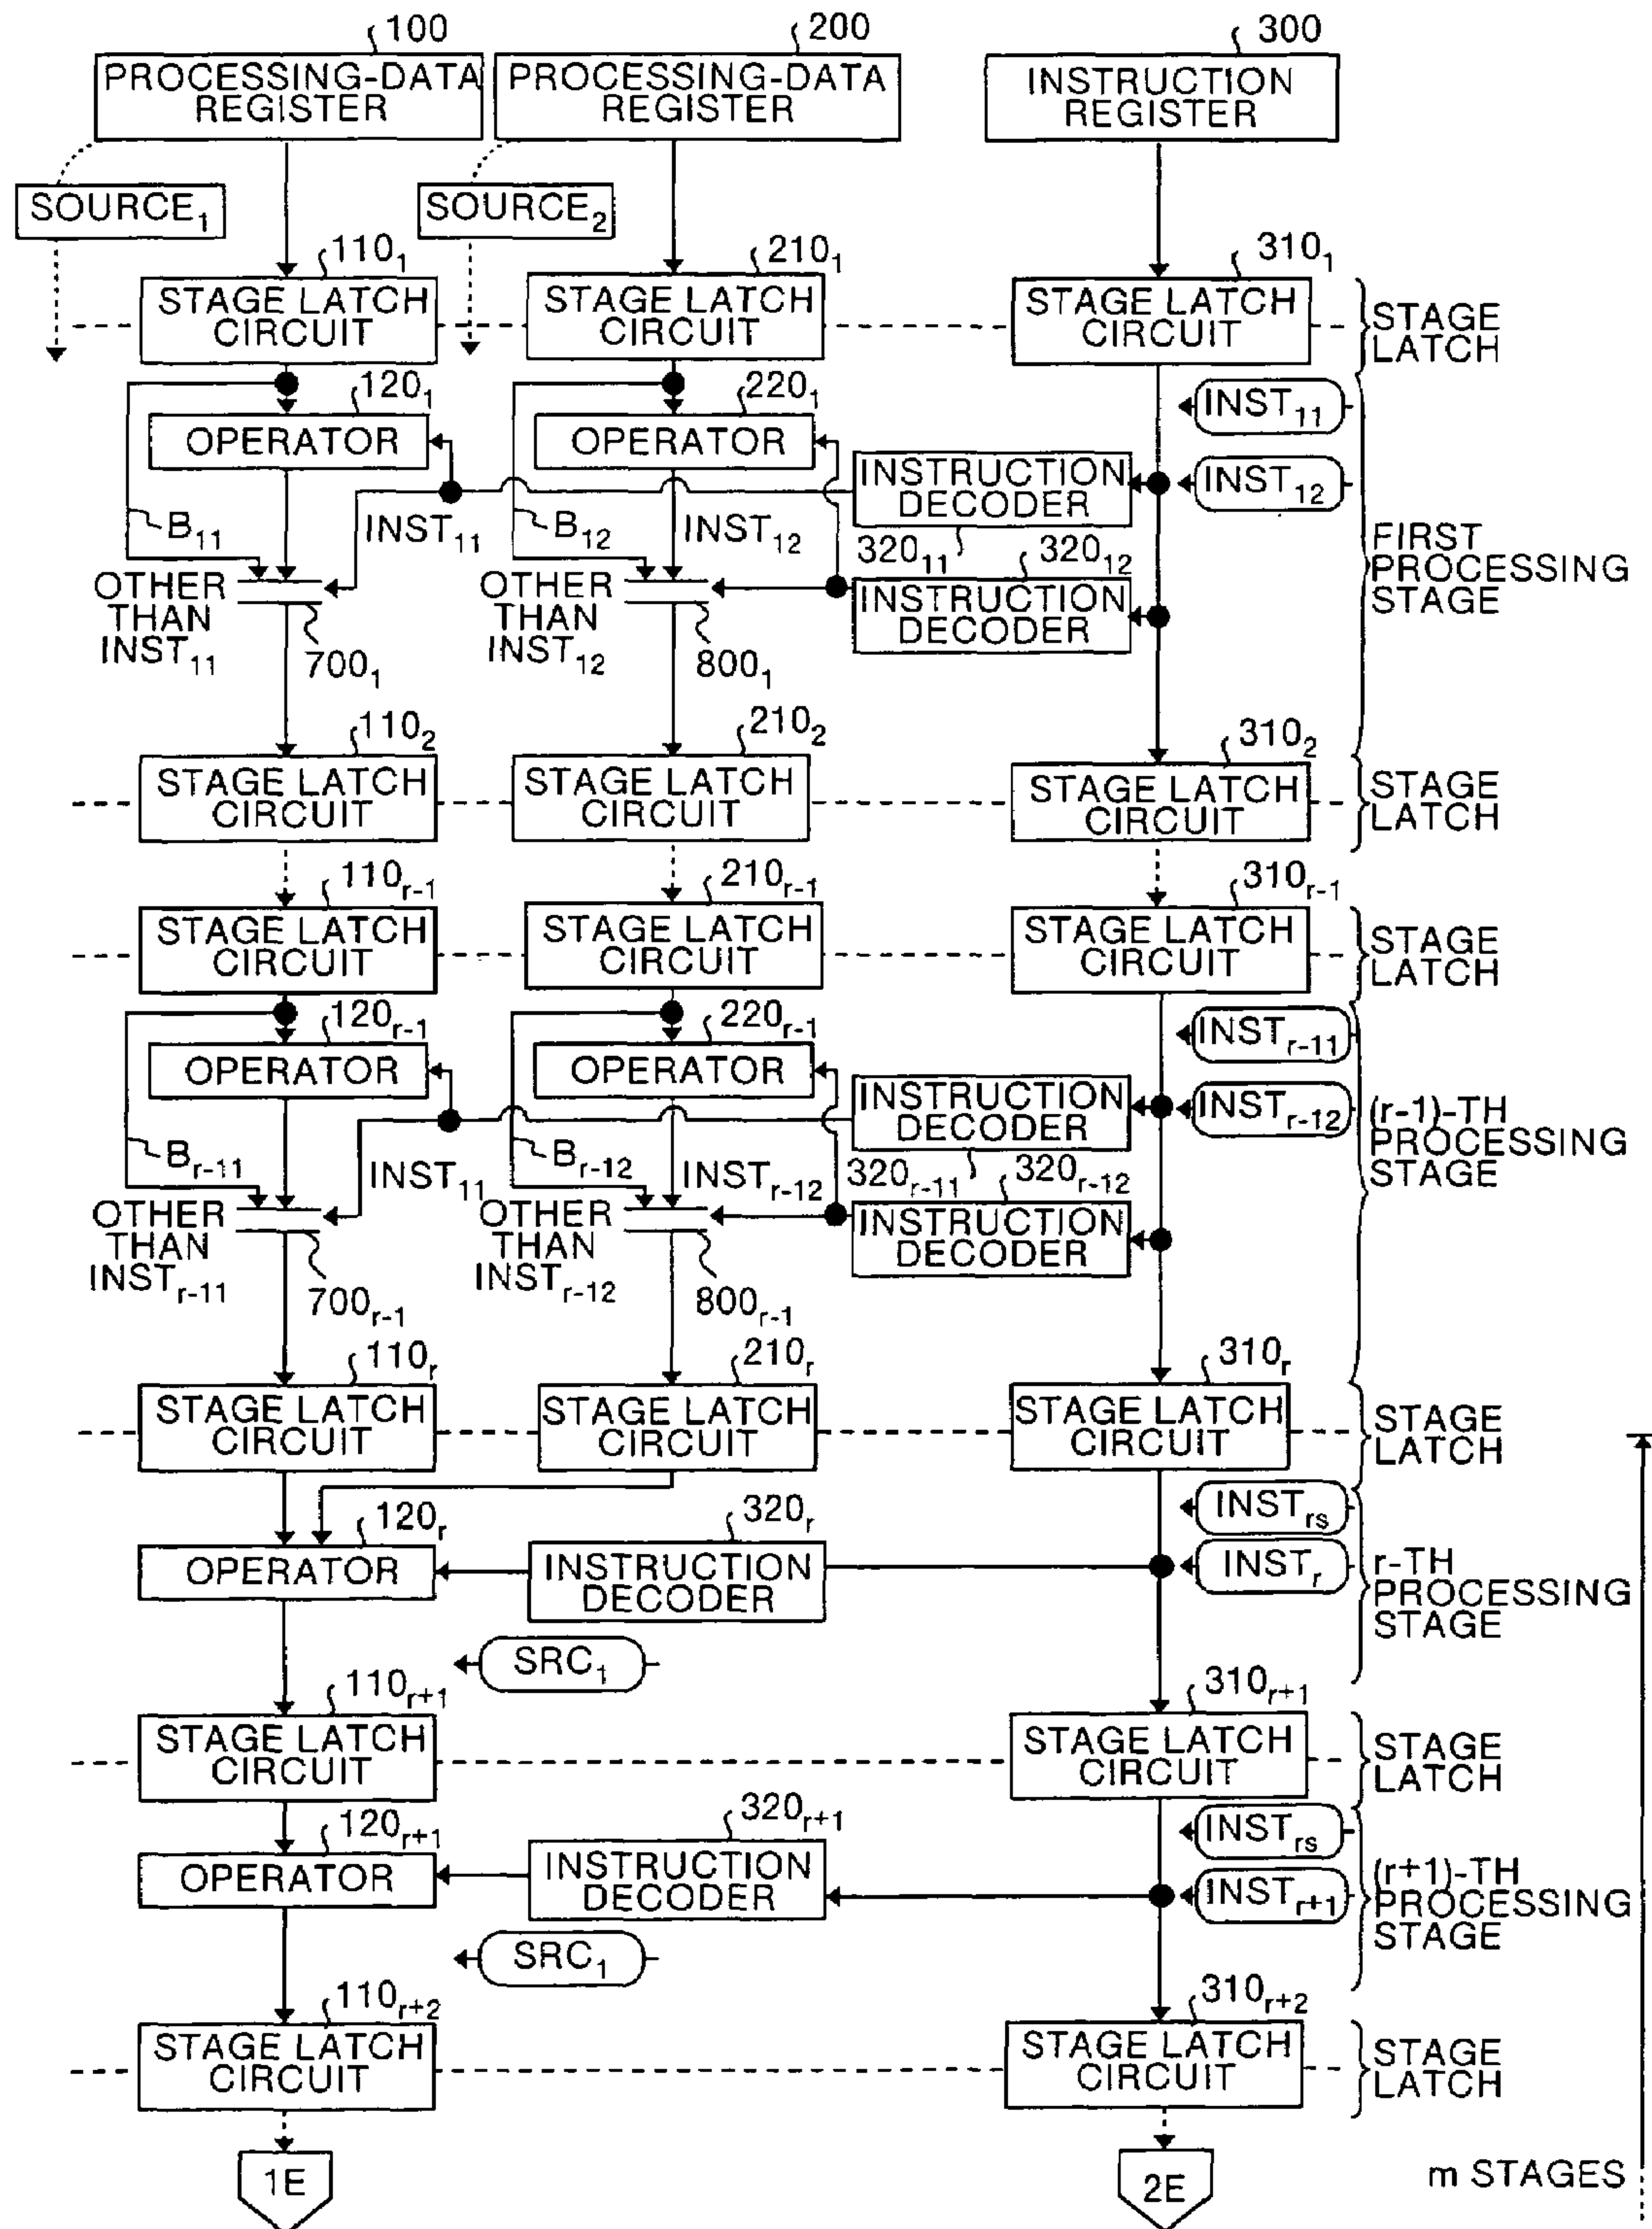 100
200
300
PROCESSING-DATA
REGISTER
PROCESSING-DATA
REGISTER
INSTRUCTION
REGISTER
SOURCE1
SOURCE2
110₁
210₁
310₁
STAGE LATCH
CIRCUIT
STAGE LATCH
CIRCUIT
STAGE LATCH
CIRCUIT
STAGE
LATCH
120₁
220₁
INST₁₁
OPERATOR
OPERATOR
INSTRUCTION
DECODER
INST₁₂
B₁₁
INST₁₁
B₁₂
INST₁₂
320₁₁
320₁₂
FIRST
PROCESSING
STAGE
OTHER
THAN
INST₁₁
700₁
OTHER
THAN
INST₁₂
800₁
INSTRUCTION
DECODER
110₂
210₂
310₂
STAGE LATCH
CIRCUIT
STAGE LATCH
CIRCUIT
STAGE LATCH
CIRCUIT
STAGE
LATCH
110r-1
210r-1
310r-1
STAGE LATCH
CIRCUIT
STAGE LATCH
CIRCUIT
STAGE LATCH
CIRCUIT
STAGE
LATCH
120r-1
220r-1
INSTr-11
OPERATOR
OPERATOR
INSTRUCTION
DECODER
INSTr-12
(r-1)-TH
PROCESSING
STAGE
Br-11
INST₁₁
Br-12
INSTr-12
320r-11
320r-12
OTHER
THAN
INSTr-11
700r-1
OTHER
THAN
INSTr-12
800r-1
INSTRUCTION
DECODER
110r
210r
310r
STAGE LATCH
CIRCUIT
STAGE LATCH
CIRCUIT
STAGE LATCH
CIRCUIT
STAGE
LATCH
INSTrs
120r
320r
OPERATOR
INSTRUCTION
DECODER
INSTr
r-TH
PROCESSING
STAGE
SRC₁
110r+1
310r+1
STAGE LATCH
CIRCUIT
STAGE LATCH
CIRCUIT
STAGE
LATCH
120r+1
320r+1
INSTrs
OPERATOR
INSTRUCTION
DECODER
INSTr+1
(r+1)-TH
PROCESSING
STAGE
SRC₁
110r+2
310r+2
STAGE LATCH
CIRCUIT
STAGE LATCH
CIRCUIT
STAGE
LATCH
1E
2E
m STAGES